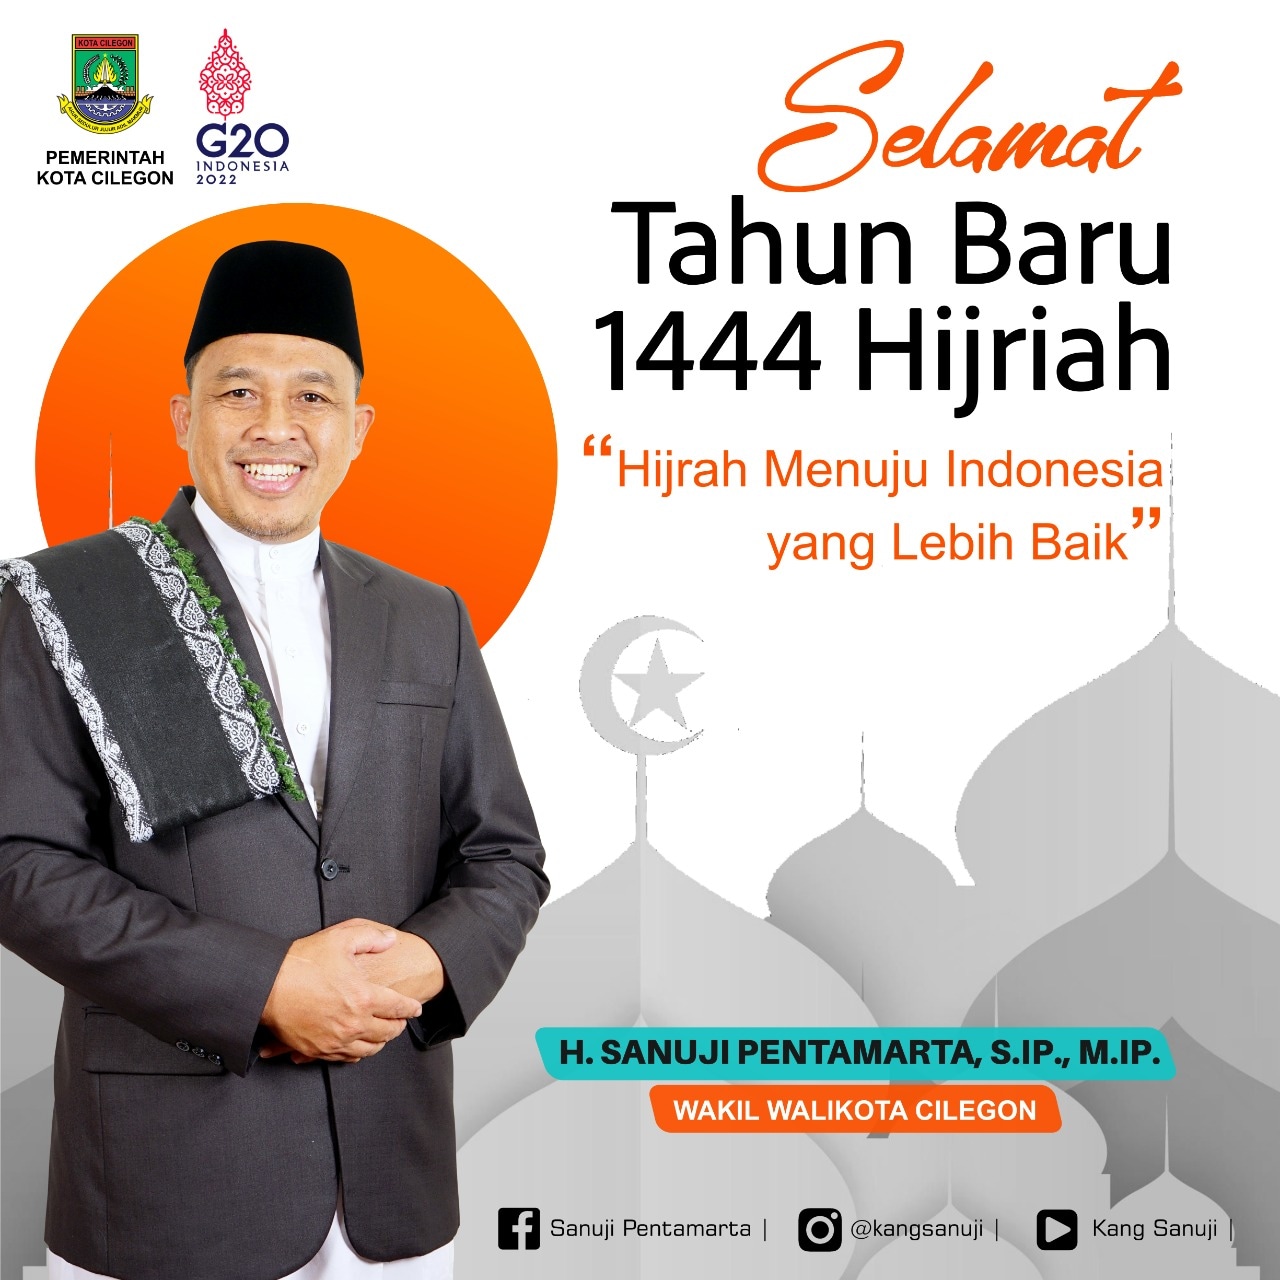 KOTA CILEGON
PEMERINTAH
KOTA CILEGON
G20
INDONESIA
2022
Selamat
Tahun Baru
1444 Hijriah
“Hijrah Menuju Indonesia
yang Lebih Baik”
H. SANUJI PENTAMARTA, S.IP., M.IP.
WAKIL WALIKOTA CILEGON
Sanuji Pentamarta | @kangsanuji | Kang Sanuji |